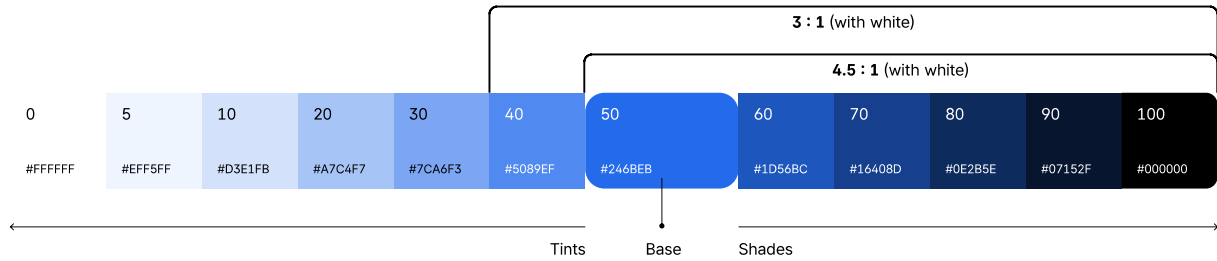 3 : 1 (with white)
4.5 : 1 (with white)
0 5 10 20 30 40 50 60 70 80 90 100
#FFFFFF #EFF5FF #D3E1FB #A7C4F7 #7CA6F3 #5089EF #246BEB #1D56BC #16408D #0E2B5E #07152F #000000
Tints Base Shades